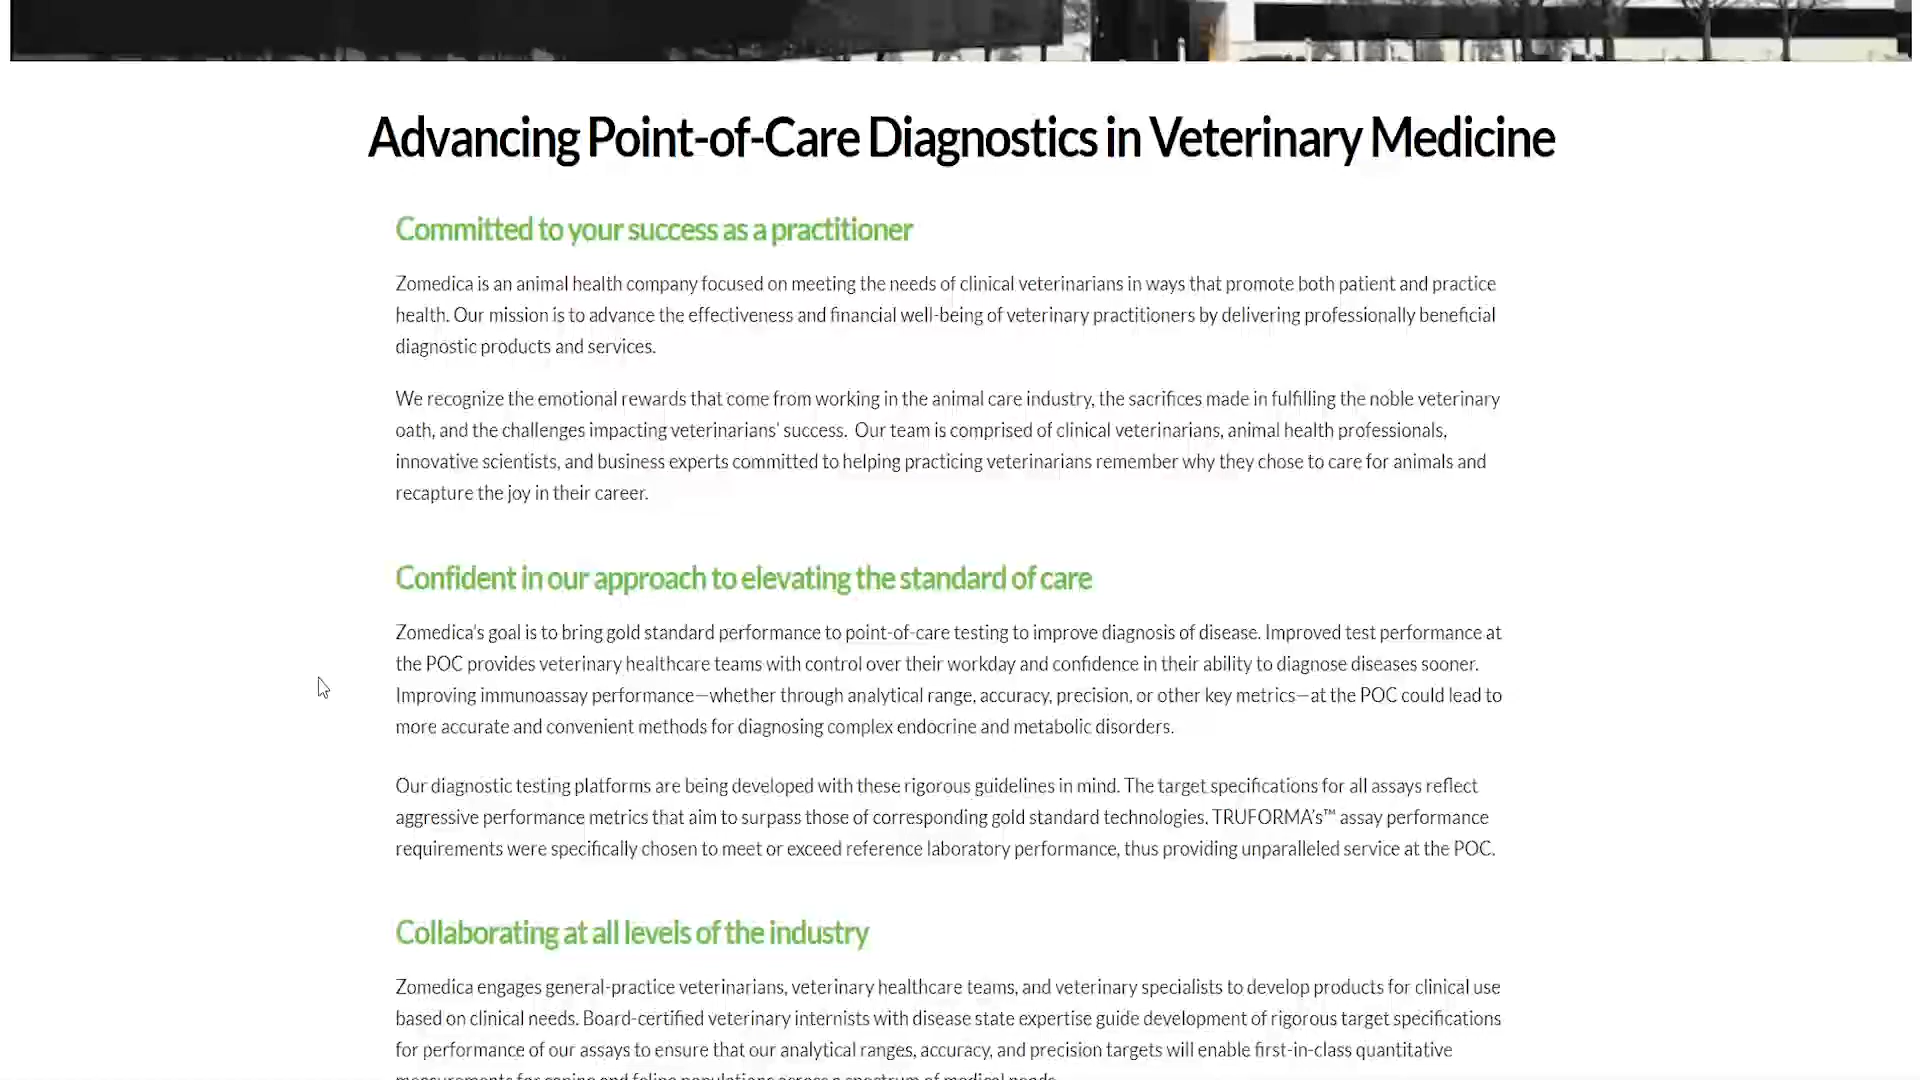 Advancing Point-of-Care Diagnostics in Veterinary Medicine
Committed to your success as a practitioner
Zomedica is an animal health company focused on meeting the needs of clinical veterinarians in ways that promote both patient and practice
health. Our mission is to advance the effectiveness and financial well-being of veterinary practitioners by delivering professionally beneficial
diagnostic products and services.
We recognize the emotional rewards that come from working in the animal care industry, the sacrifices made in fulfilling the noble veterinary
oath, and the challenges impacting veterinarians' success. Our team is comprised of clinical veterinarians, animal health professionals,
innovative scientists, and business experts committed to helping practicing veterinarians remember why they chose to care for animals and
recapture the joy in their career.
Confident in our approach to elevating the standard of care
Zomedica's goal is to bring gold standard performance to point-of-care testing to improve diagnosis of disease. Improved test performance at
the POC provides veterinary healthcare teams with control over their workday and confidence in their ability to diagnose diseases sooner.
Improving immunoassay performance—whether through analytical range, accuracy, precision, or other key metrics—at the POC could lead to
more accurate and convenient methods for diagnosing complex endocrine and metabolic disorders.
Our diagnostic testing platforms are being developed with these rigorous guidelines in mind. The target specifications for all assays reflect
aggressive performance metrics that aim to surpass those of corresponding gold standard technologies. TRUFORMA's™ assay performance
requirements were specifically chosen to meet or exceed reference laboratory performance, thus providing unparalleled service at the POC.
Collaborating at all levels of the industry
Zomedica engages general-practice veterinarians, veterinary healthcare teams, and veterinary specialists to develop products for clinical use
based on clinical needs. Board-certified veterinary internists with disease state expertise guide development of rigorous target specifications
for performance of our assays to ensure that our analytical ranges, accuracy, and precision targets will enable first-in-class quantitative
measurements for canine and feline populations across a spectrum of medical needs.